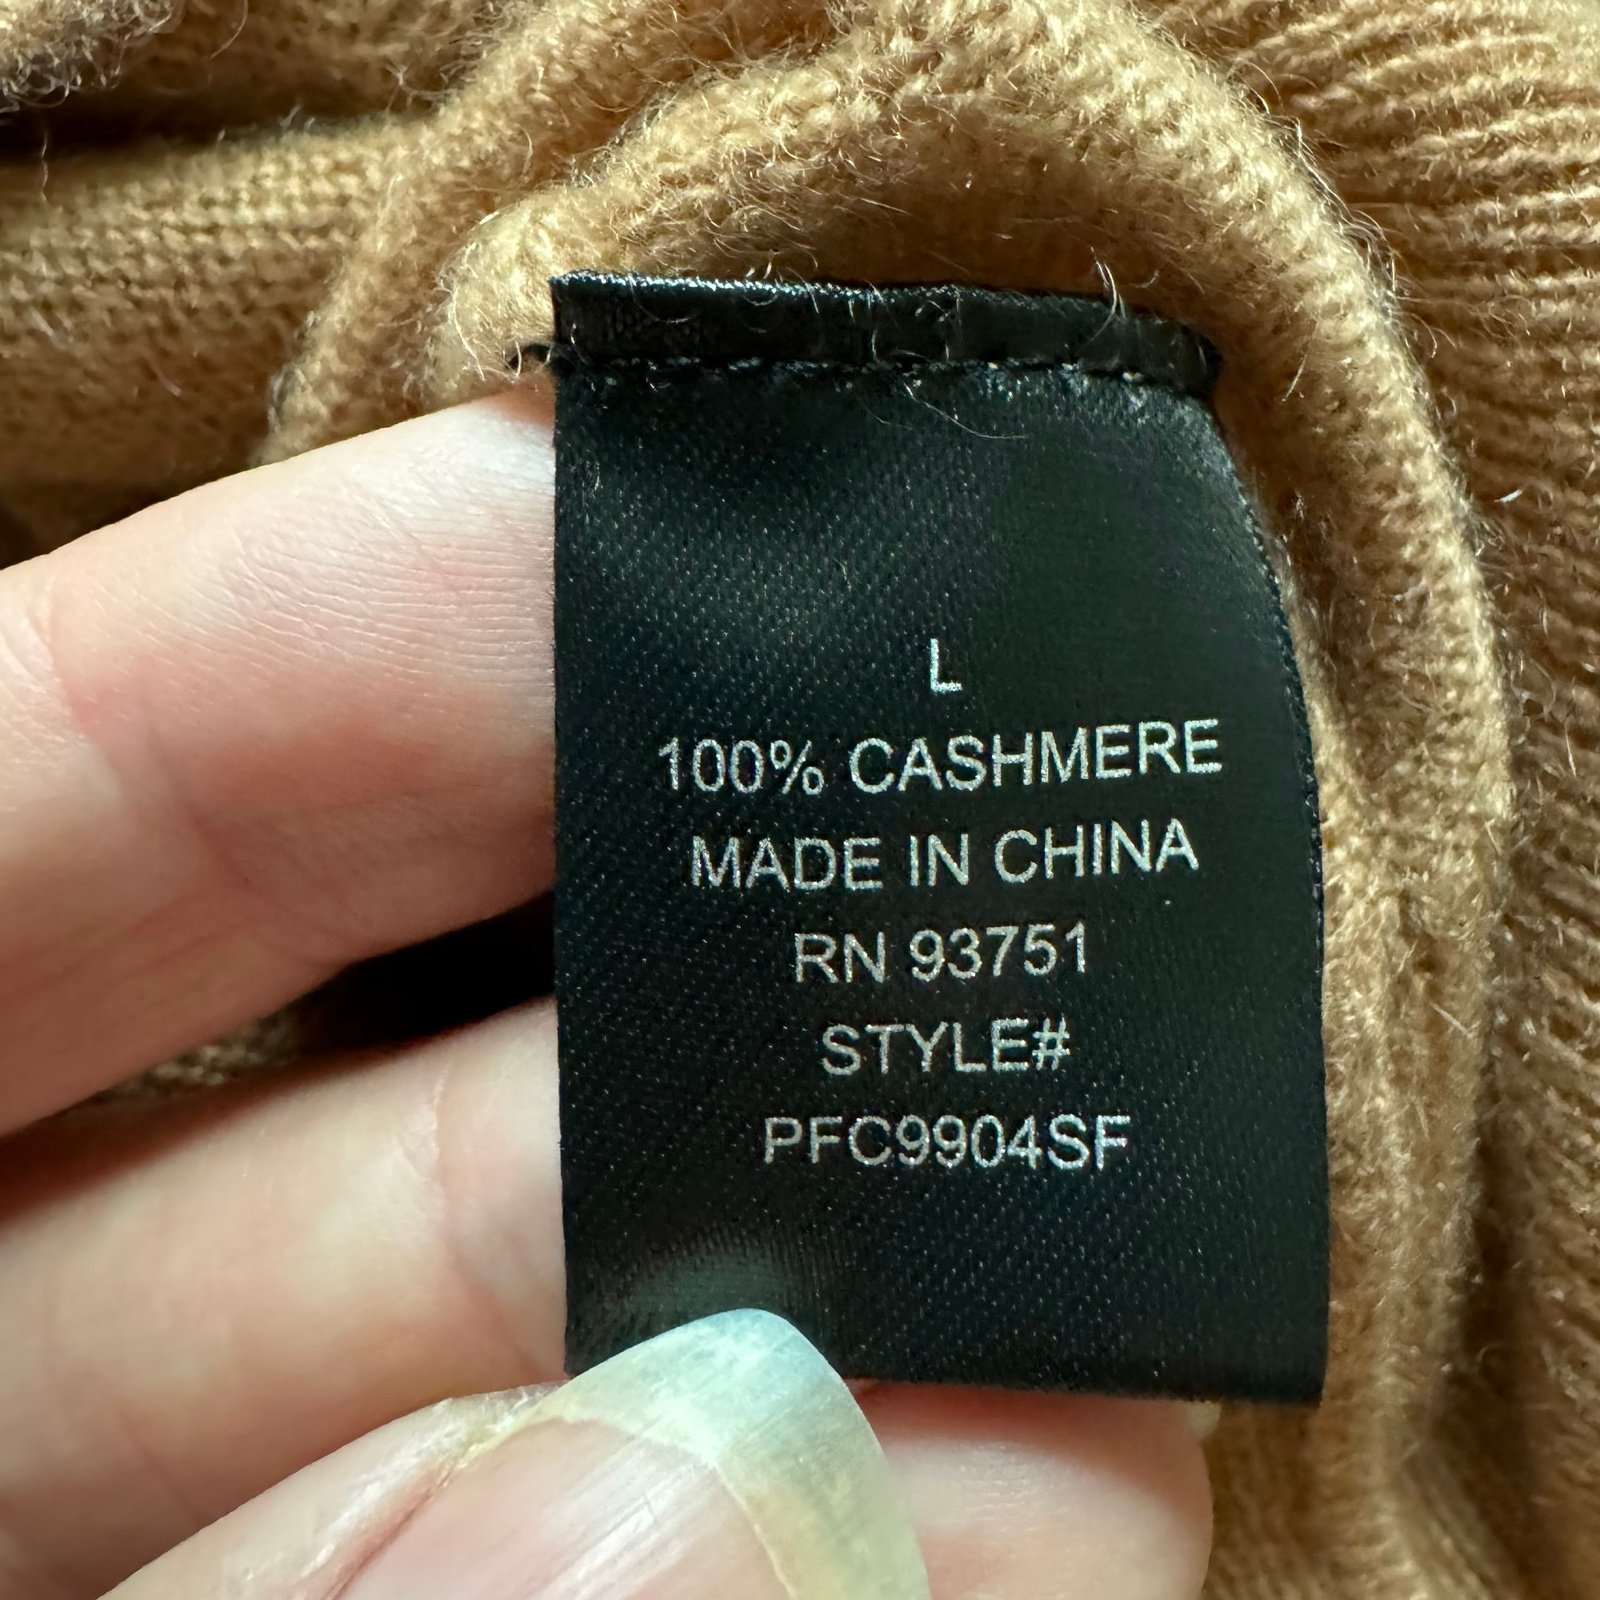 L
100% CASHMERE
MADE IN CHINA
RN 93751
STYLE#
PFC9904SF